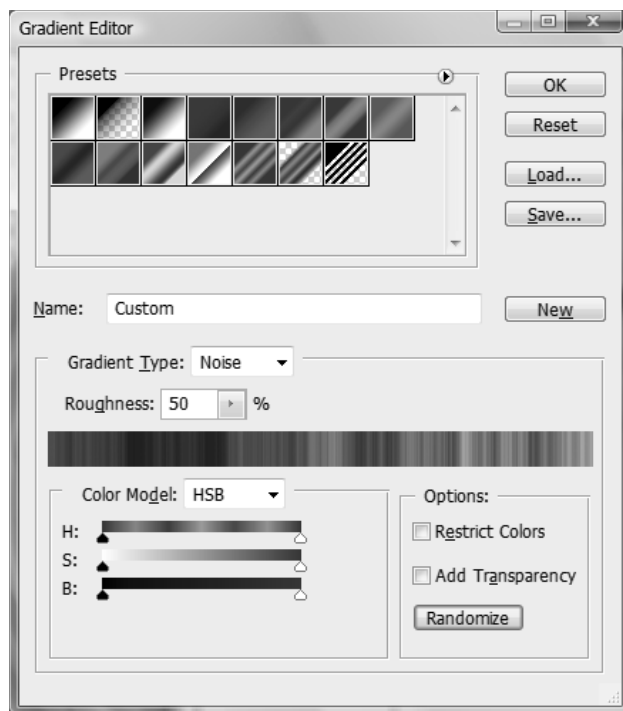 Gradient Editor
Presets
OK
Reset
Load...
Save...
Name: Custom
New
Gradient Type: Noise
Roughness: 50 %
Color Model: HSB
H:
S:
B:
Options:
Restrict Colors
Add Transparency
Randomize